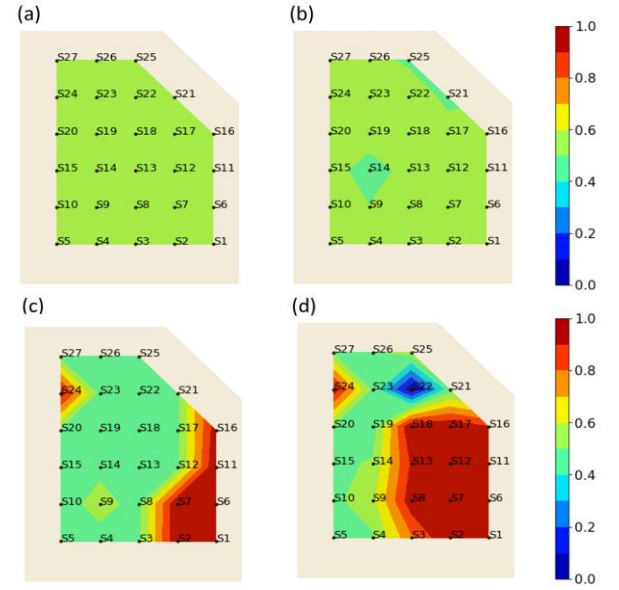 (a)
(b)
S27 S26 S25
S24 S23 S22 S21
S20 S19 S18 S17 S16
S15 S14 S13 S12 S11
S10 S9 S8 S7 S6
S5 S4 S3 S2 S1
S27 S26 S25
S24 S23 S22 S21
S20 S19 S18 S17 S16
S15 S14 S13 S12 S11
S10 S9 S8 S7 S6
S5 S4 S3 S2 S1
1.0
0.8
0.6
0.4
0.2
0.0
(c)
(d)
S27 S26 S25
S24 S23 S22 S21
S20 S19 S18 S17 S16
S15 S14 S13 S12 S11
S10 S9 S8 S7 S6
S5 S4 S3 S2 S1
S27 S26 S25
S24 S23 S22 S21
S20 S19 S18 S17 S16
S15 S14 S13 S12 S11
S10 S9 S8 S7 S6
S5 S4 S3 S2 S1
1.0
0.8
0.6
0.4
0.2
0.0